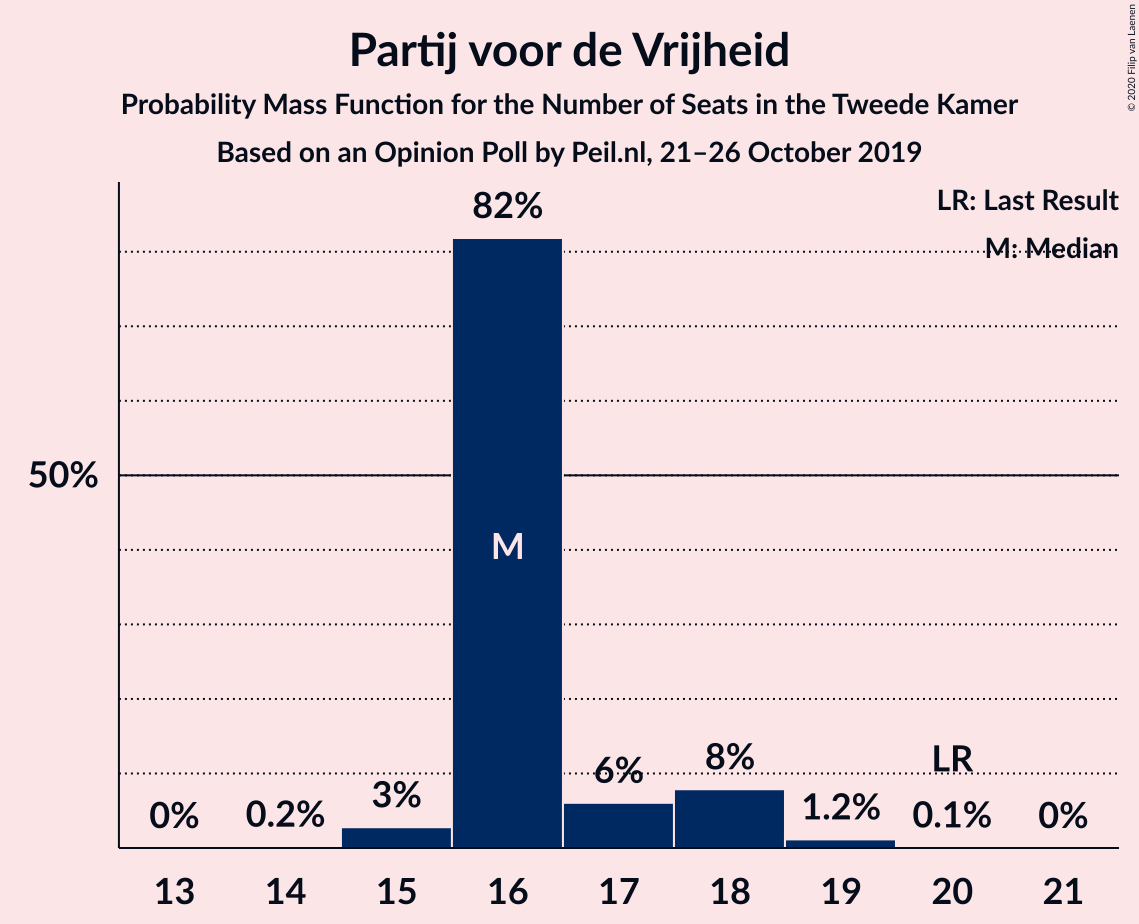 Partij voor de Vrijheid
Probability Mass Function for the Number of Seats in the Tweede Kamer
Based on an Opinion Poll by Peil.nl, 21–26 October 2019
© 2020 Filip van Laenen
LR: Last Result
M: Median
82%
50%
M
0%
0.2%
3%
6%
8%
1.2%
LR
0.1%
0%
13 14 15 16 17 18 19 20 21